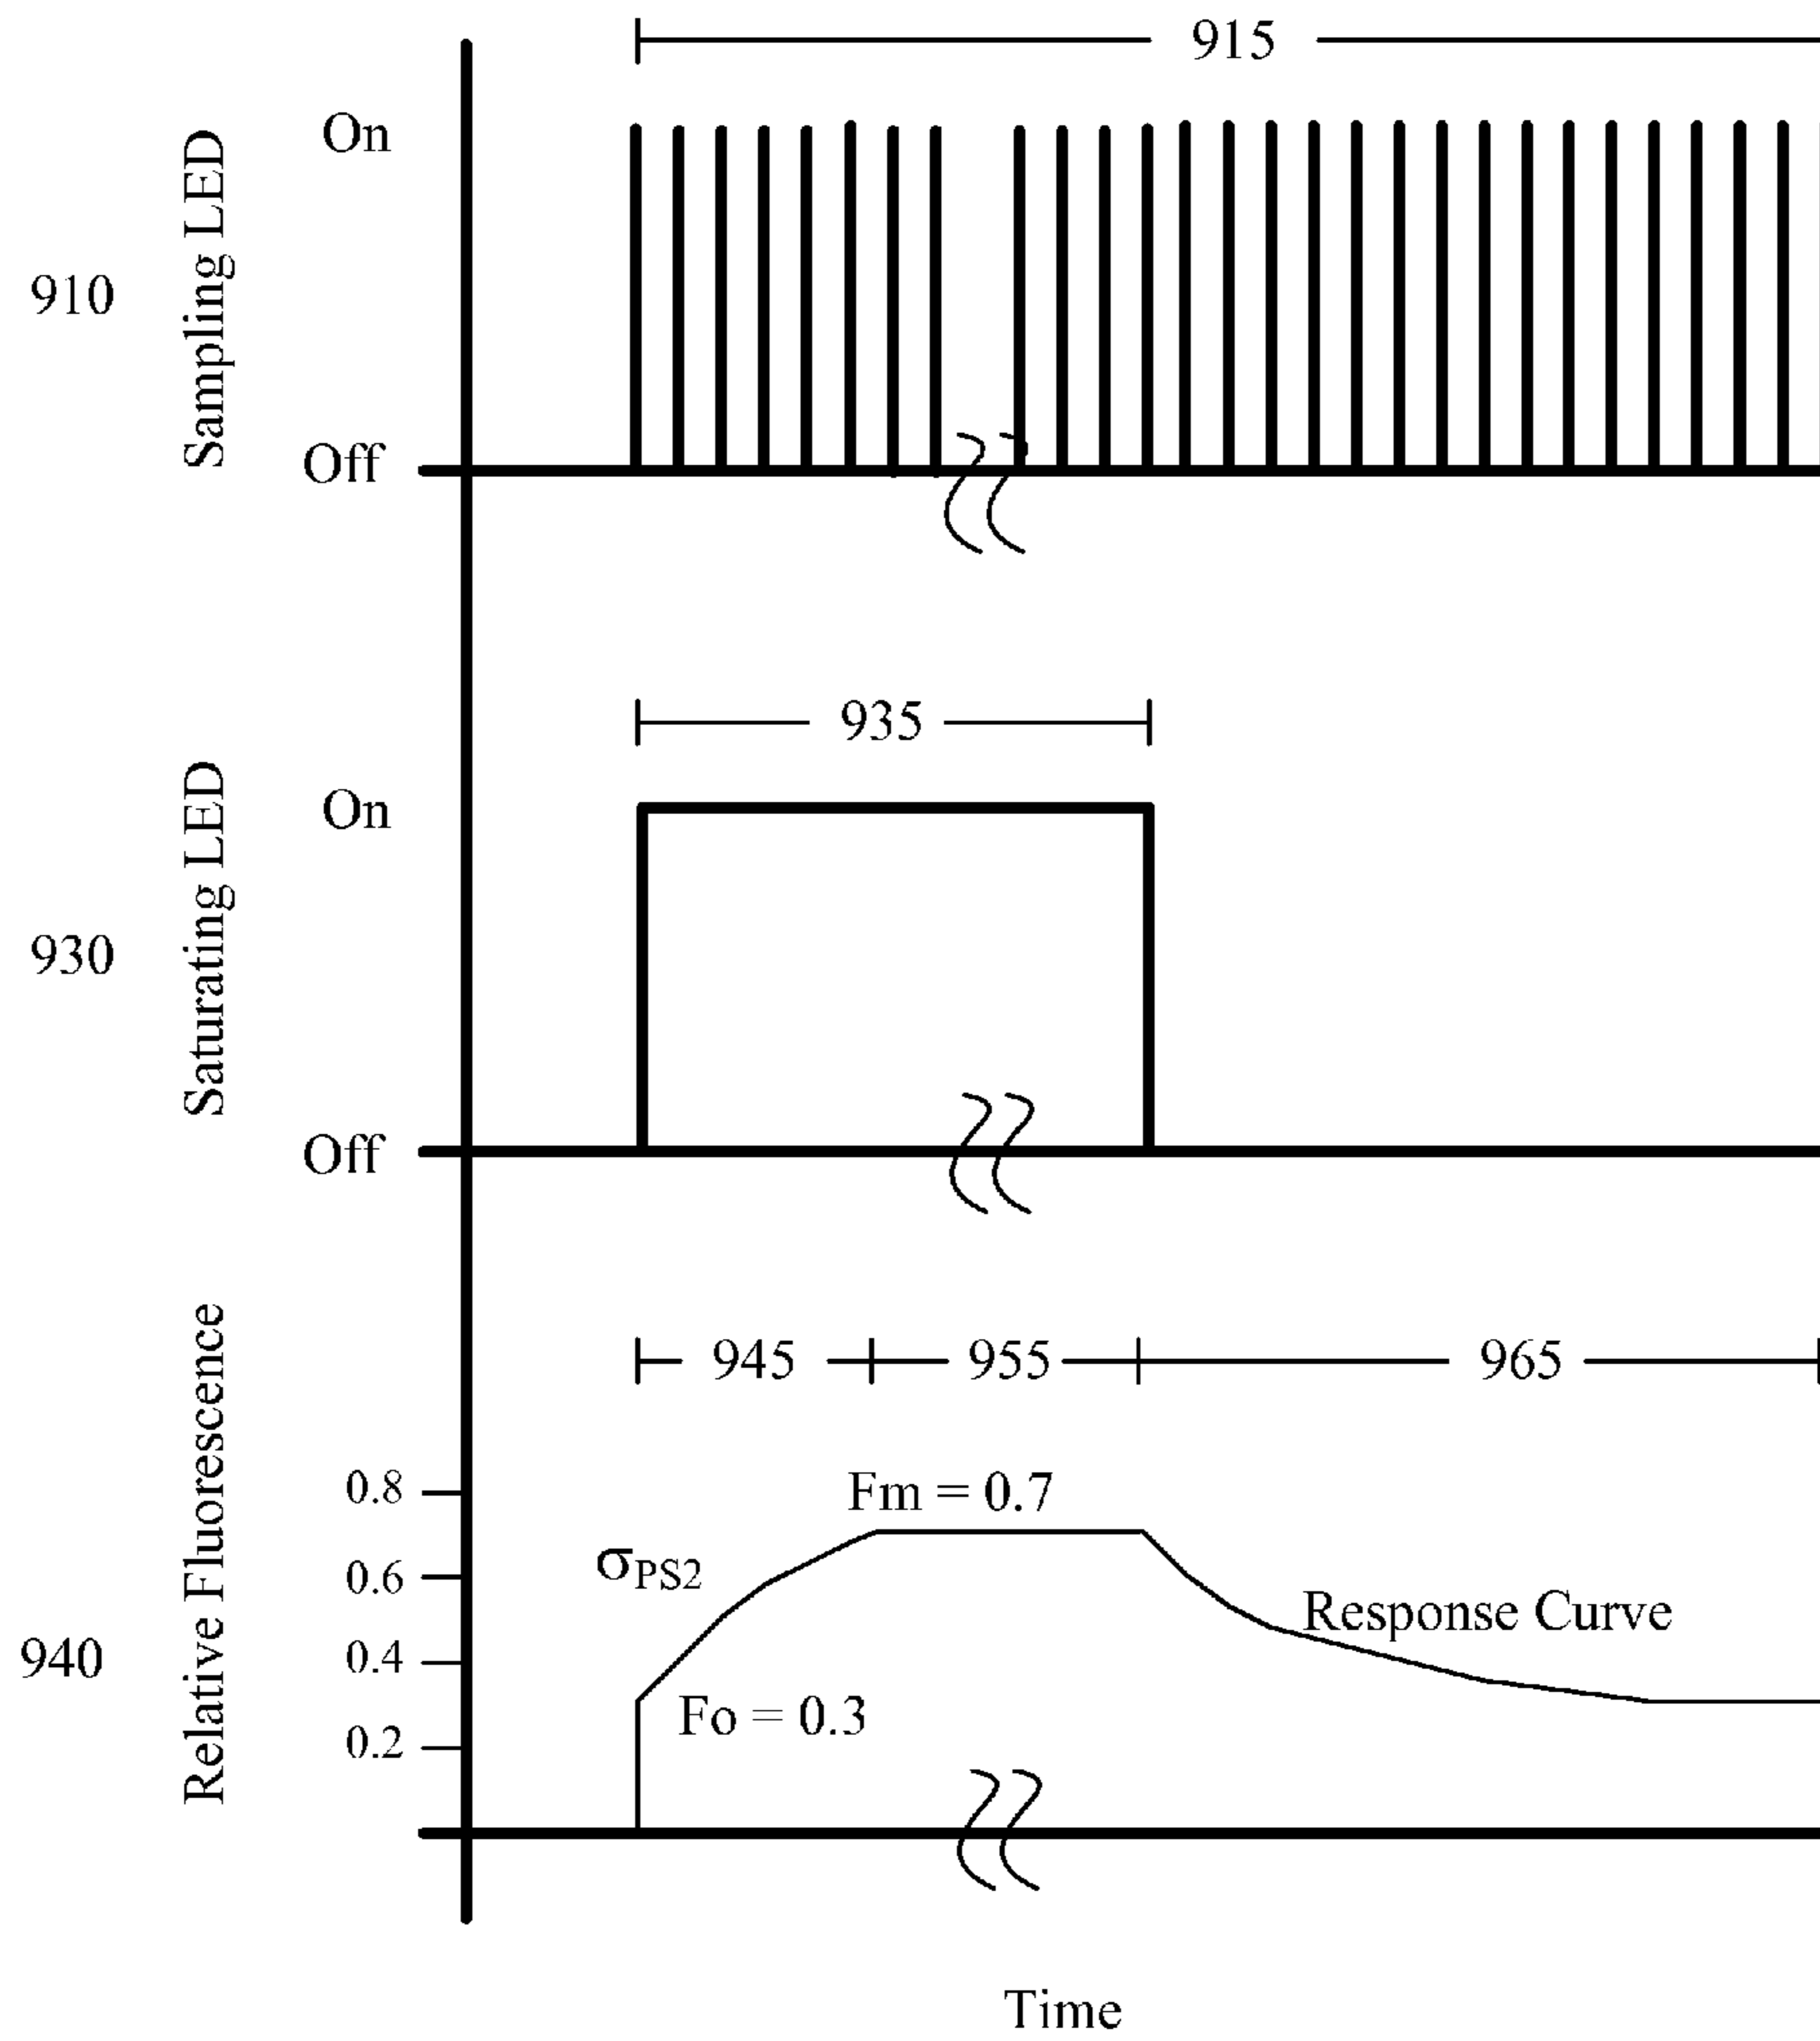 915
On
Sampling LED
910
Off
935
On
Saturating LED
930
Off
945
955
965
Relative Fluorescence
940
0.8
0.6
0.4
0.2
Fm = 0.7
σPS2
Response Curve
Fo = 0.3
Time